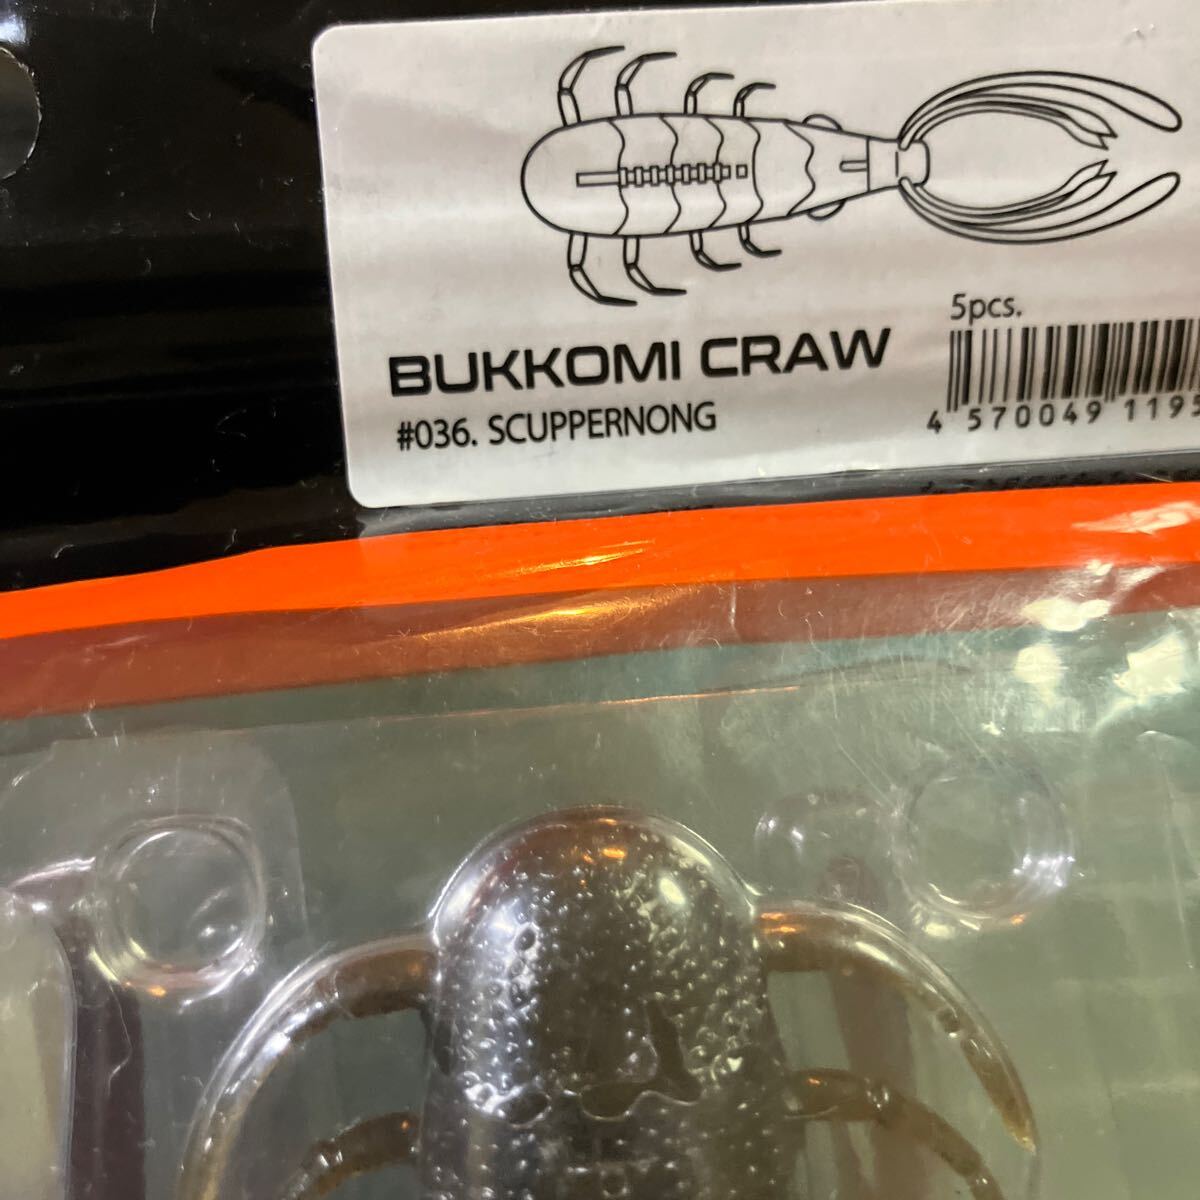 5pcs.
BUKKOMI CRAW
#036. SCUPPERNONG
4 570049 1195